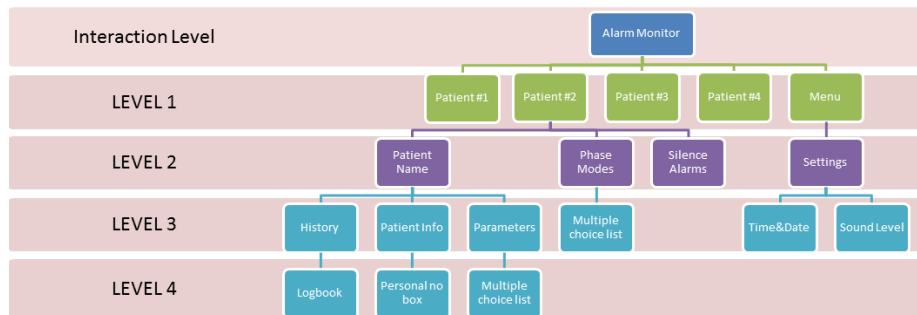 Interaction Level
Alarm Monitor
LEVEL 1
Patient #1
Patient #2
Patient #3
Patient #4
Menu
LEVEL 2
Patient
Name
Phase
Modes
Silence
Alarms
Settings
LEVEL 3
History
Patient Info
Parameters
Multiple
choice list
Time&Date
Sound Level
LEVEL 4
Logbook
Personal no
box
Multiple
choice list